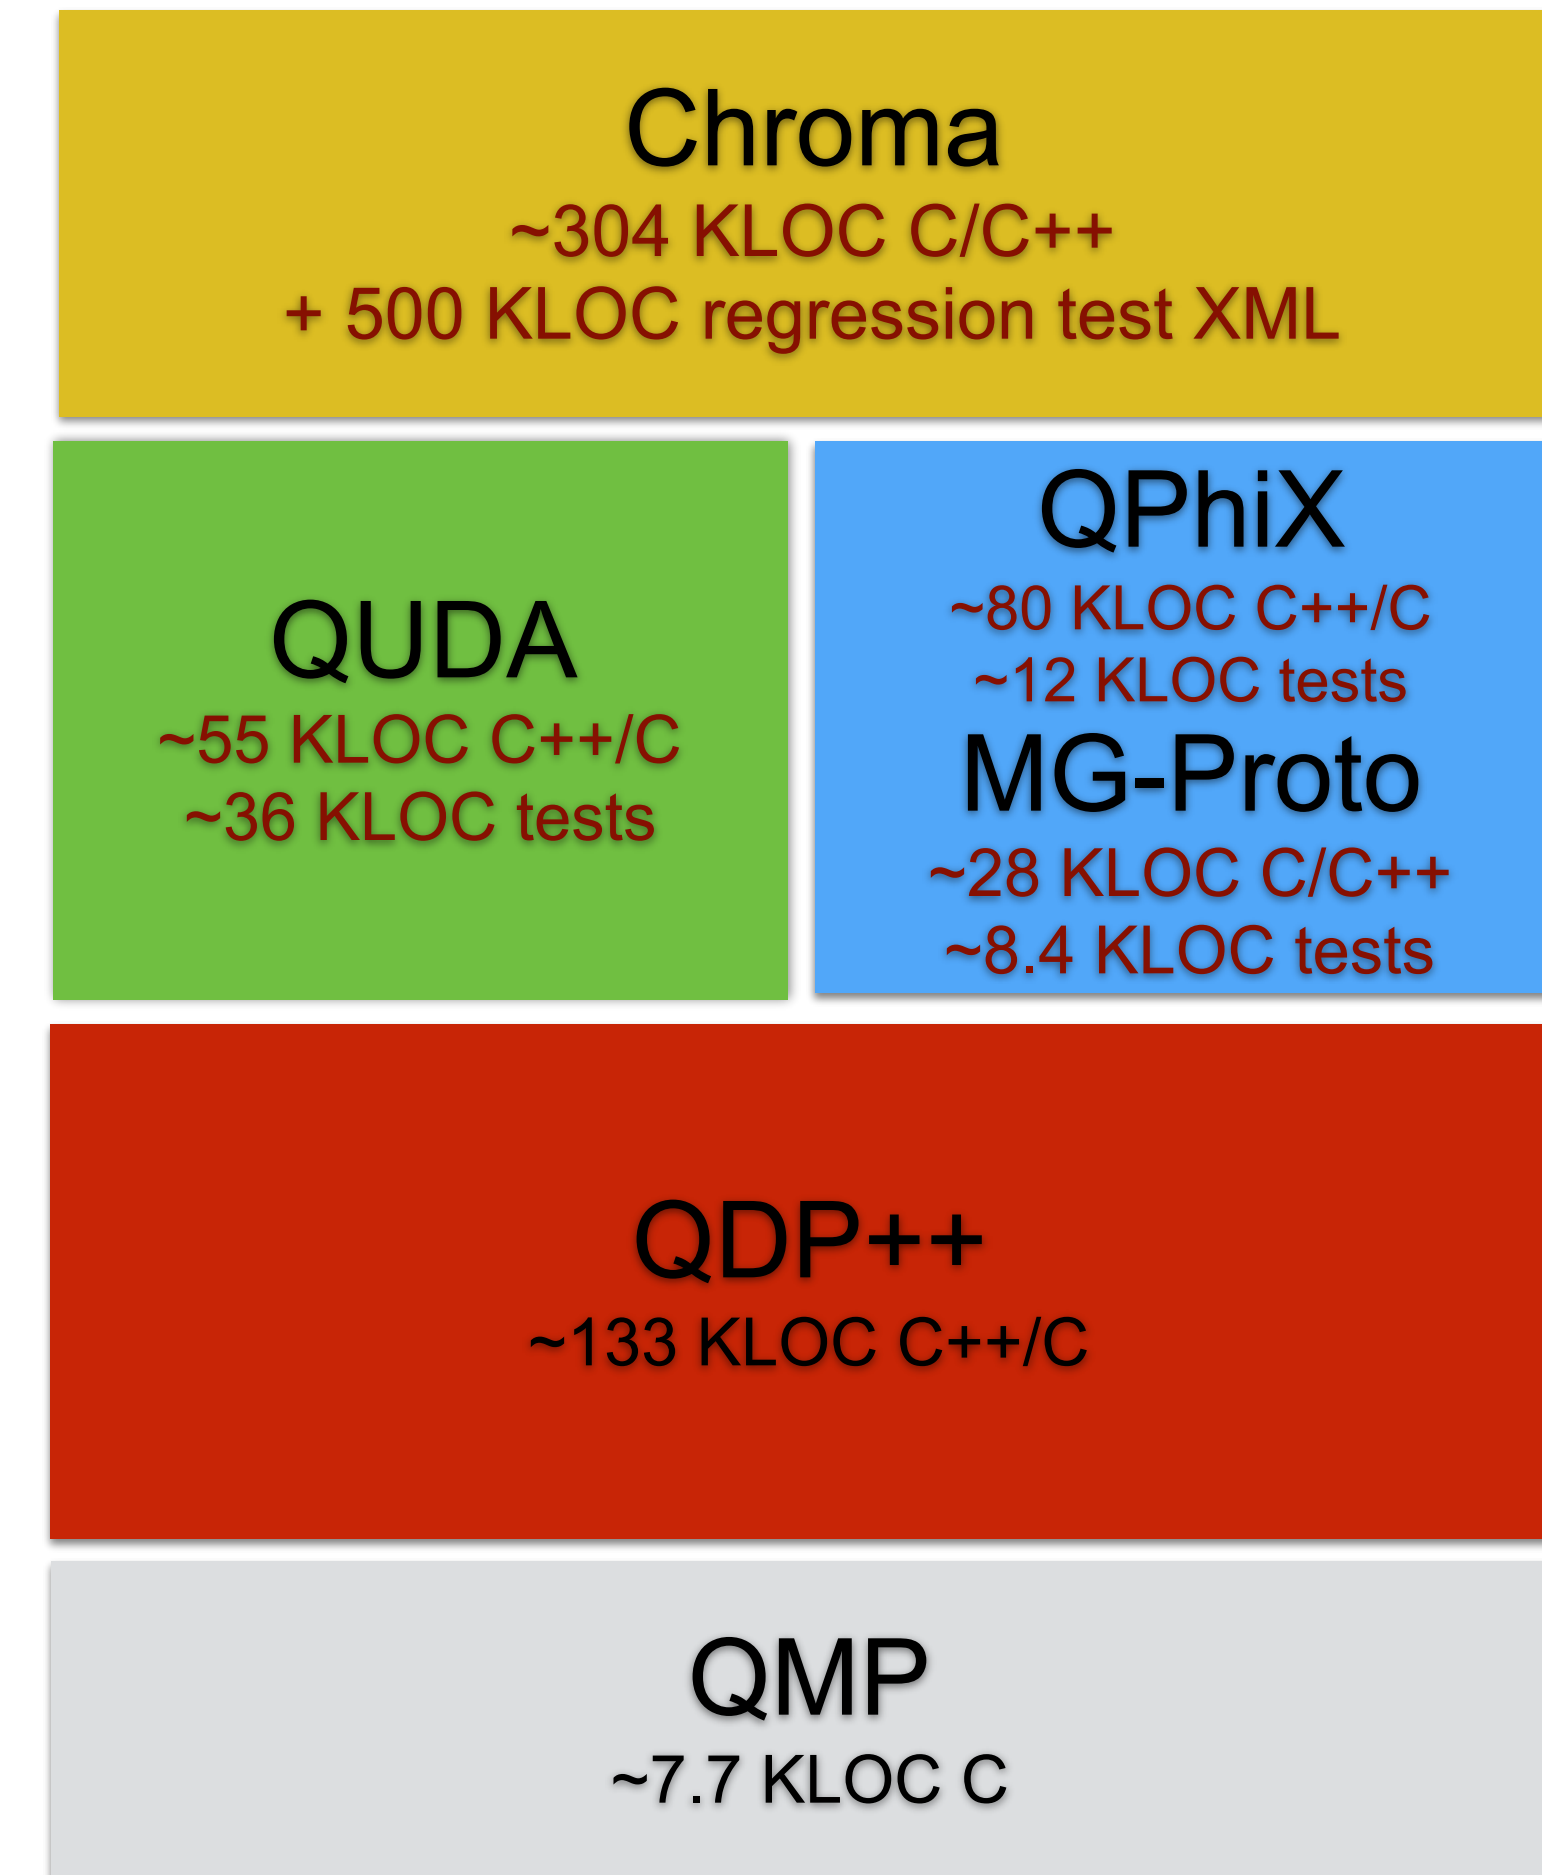 Chroma
~304 KLOC C/C++
+ 500 KLOC regression test XML
QUDA
~55 KLOC C++/C
~36 KLOC tests
QPhiX
~80 KLOC C++/C
~12 KLOC tests
MG-Proto
~28 KLOC C/C++
~8.4 KLOC tests
QDP++
~133 KLOC C++/C
QMP
~7.7 KLOC C